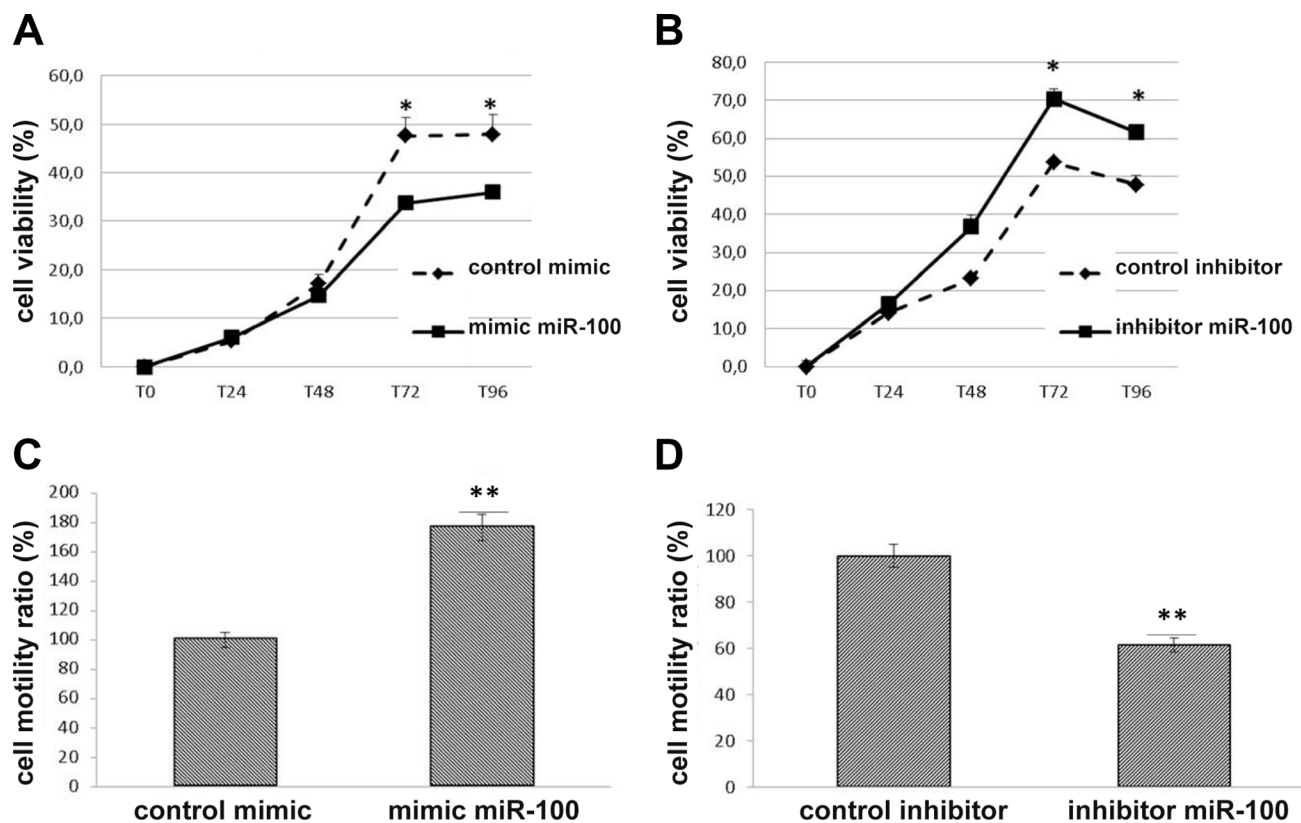 A
cell viability (%)
60,0
50,0
40,0
30,0
20,0
10,0
0,0
T0 T24 T48 T72 T96
* *
control mimic
mimic miR-100
B
cell viability (%)
80,0
70,0
60,0
50,0
40,0
30,0
20,0
10,0
0,0
T0 T24 T48 T72 T96
* *
control inhibitor
inhibitor miR-100
C
cell motility ratio (%)
200
180
160
140
120
100
80
60
40
20
0
**
control mimic mimic miR-100
D
cell motility ratio (%)
120
100
80
60
40
20
0
**
control inhibitor inhibitor miR-100